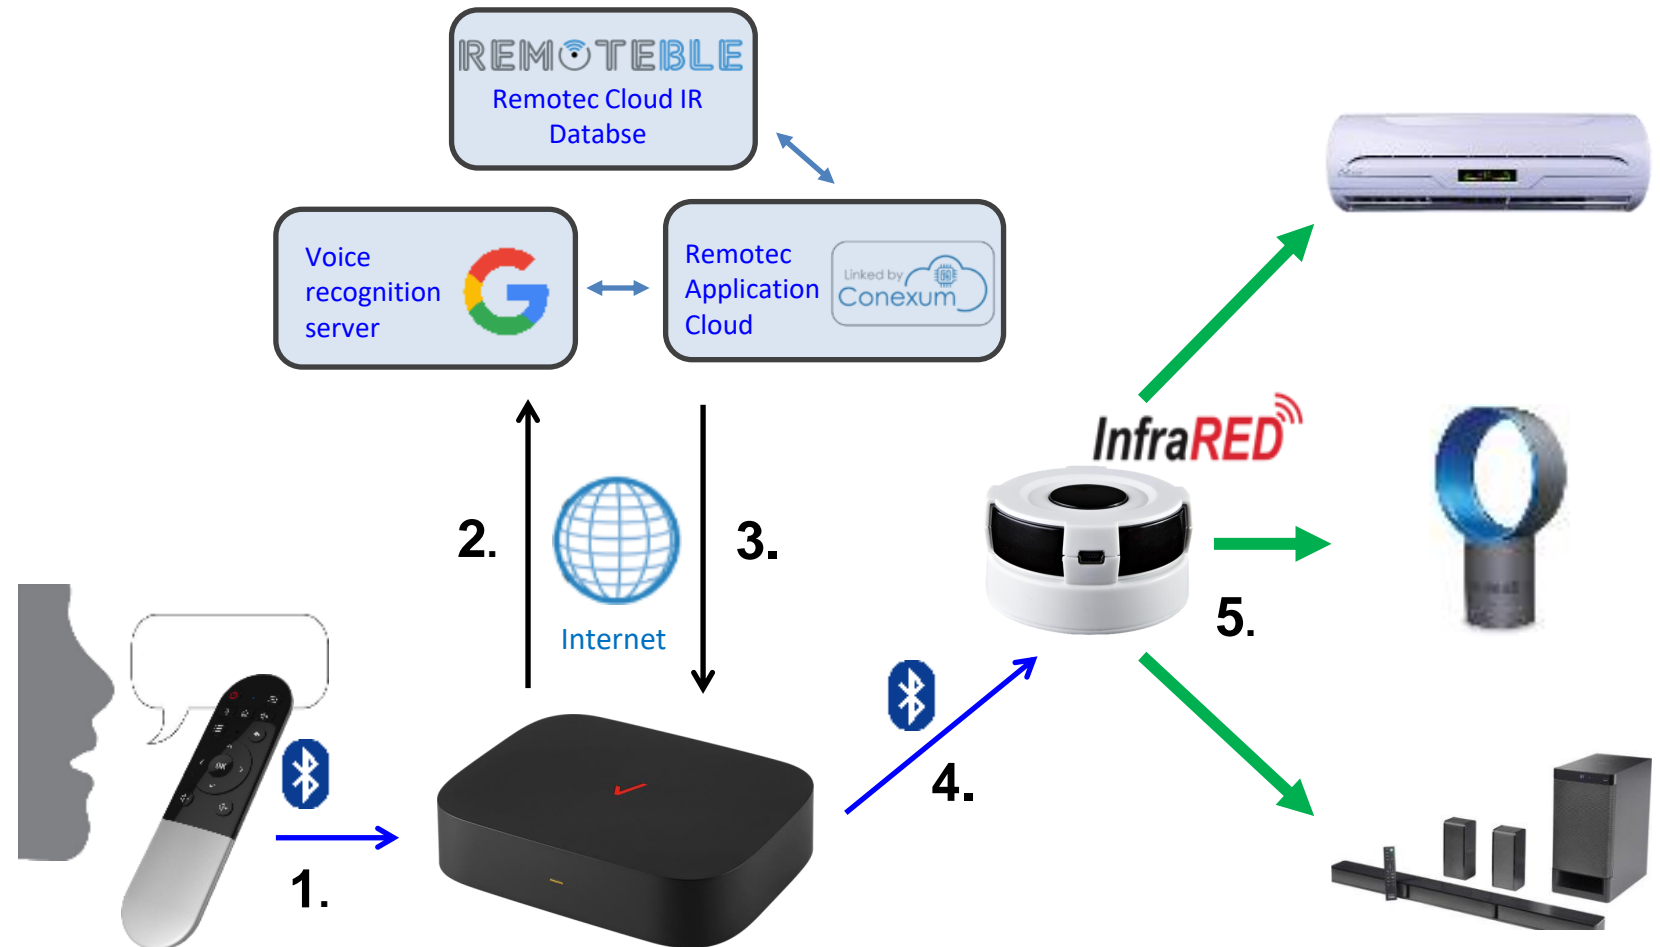 REMOTEBLE
Remotec Cloud IR
Databse
Voice
recognition
server
G
Remotec
Application
Cloud
Linked by
Conexum
InfraRED
2.
3.
Internet
5.
4.
OK
1.